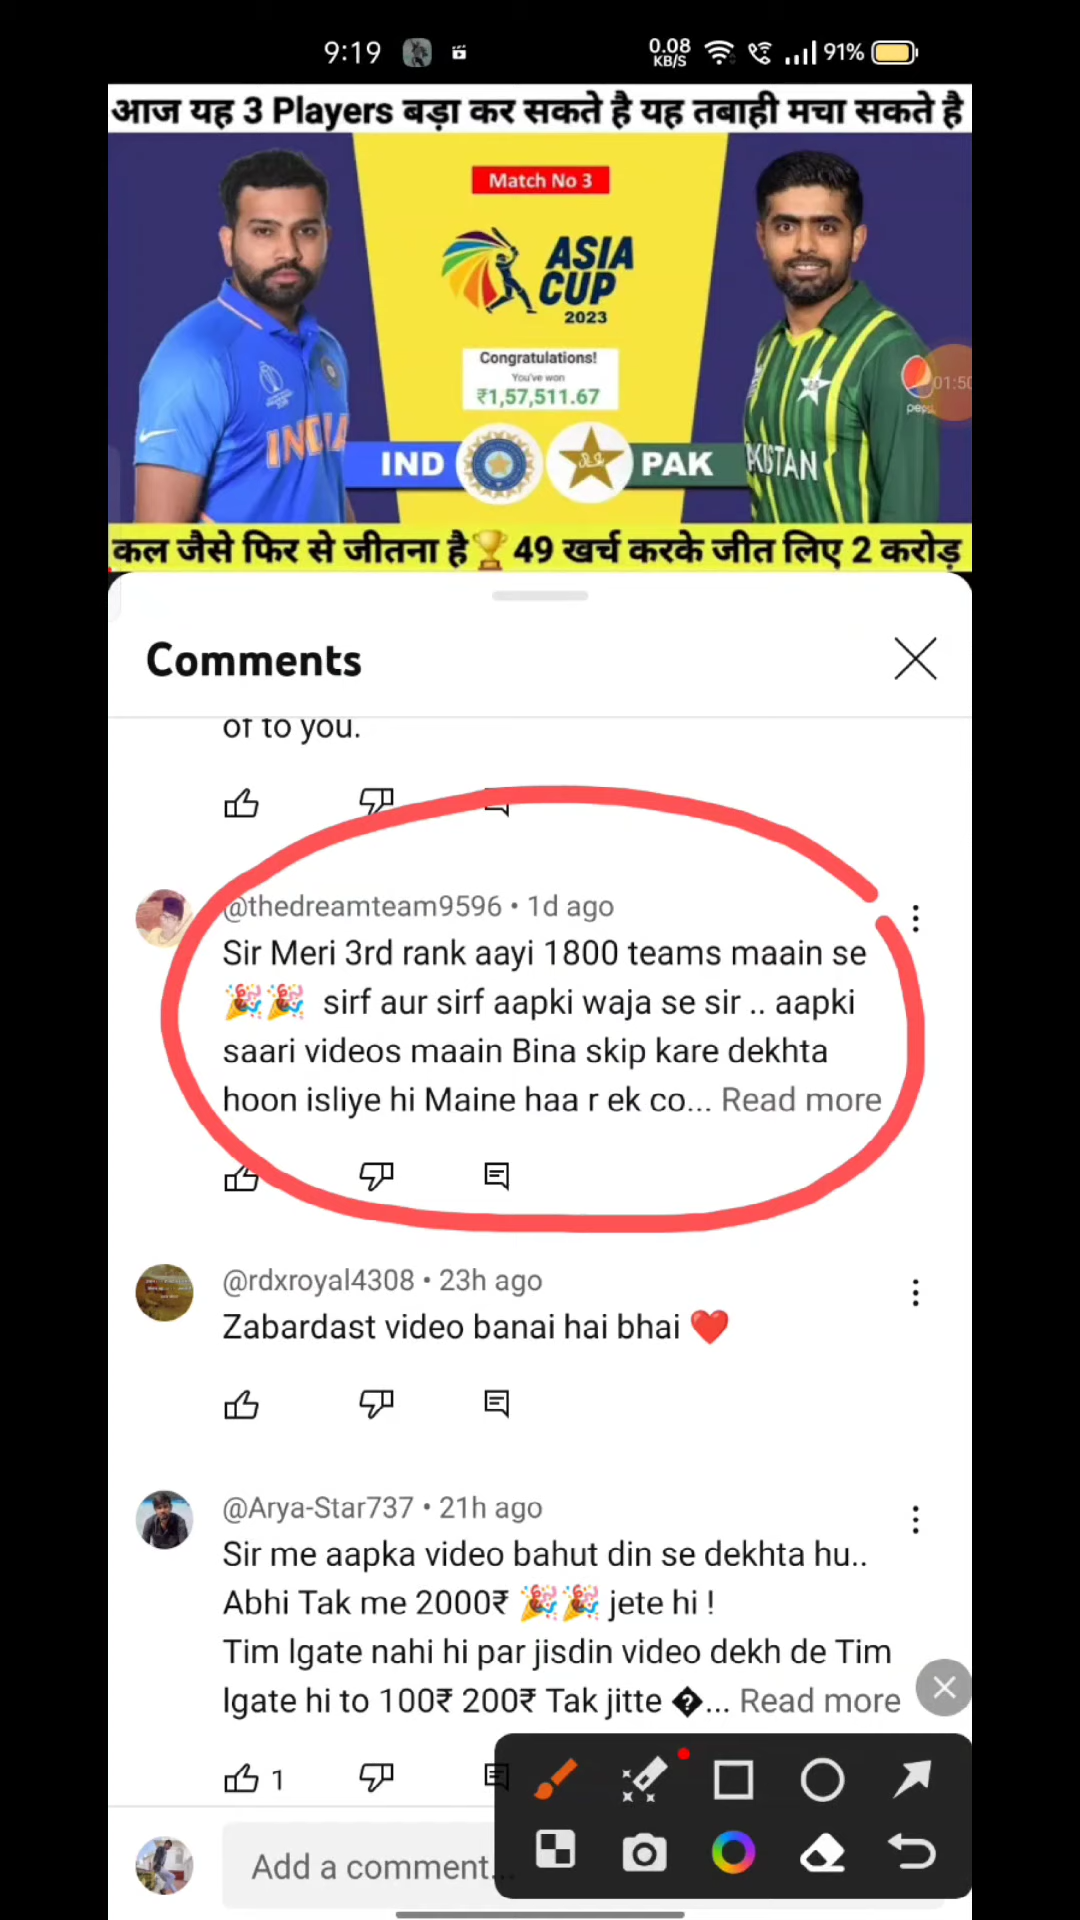 9:19
0.08 KB/S
91%
आज यह 3 Players बड़ा कर सकते है यह तबाही मचा सकते है
Match No 3
ASIA
CUP
2023
Congratulations!
You've won
₹1,57,511.67
01:50
pepsi
INDIA
IND
PAK
KISTAN
कल जैसे फिर से जीतना है🏆49 खर्च करके जीत लिए 2 करोड़
Comments
of to you.
@thedreamteam9596 • 1d ago
Sir Meri 3rd rank aayi 1800 teams maain se
🎉🎉 sirf aur sirf aapki waja se sir .. aapki
saari videos maain Bina skip kare dekhta
hoon isliye hi Maine haa r ek co... Read more
@rdxroyal4308 • 23h ago
Zabardast video banai hai bhai ❤️
@Arya-Star737 • 21h ago
Sir me aapka video bahut din se dekhta hu..
Abhi Tak me 2000₹ 🎉🎉 jete hi !
Tim lgate nahi hi par jisdin video dekh de Tim
lgate hi to 100₹ 200₹ Tak jitte �... Read more
1
Add a comment...